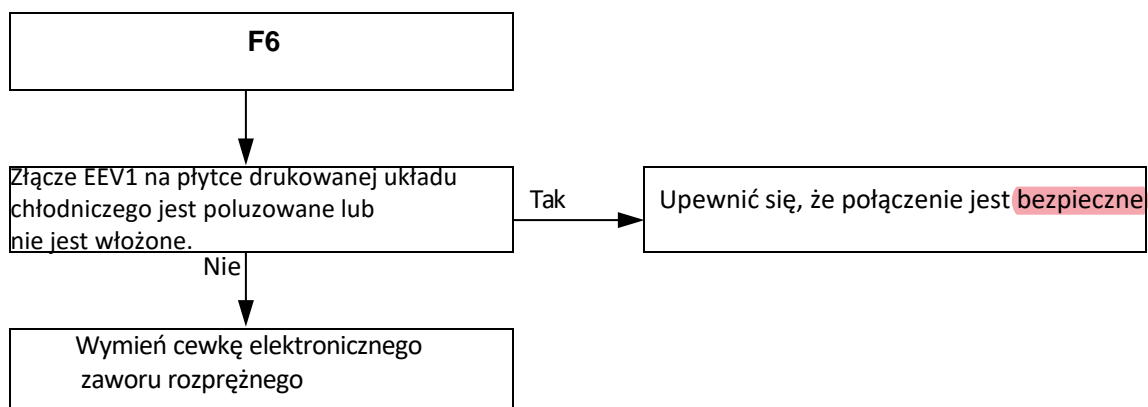 F6
Złącze EEV1 na płytce drukowanej układu
chłodniczego jest poluzowane lub
nie jest włożone.
Tak
Upewnić się, że połączenie jest bezpieczne
Nie
Wymień cewkę elektronicznego
zaworu rozprężnego